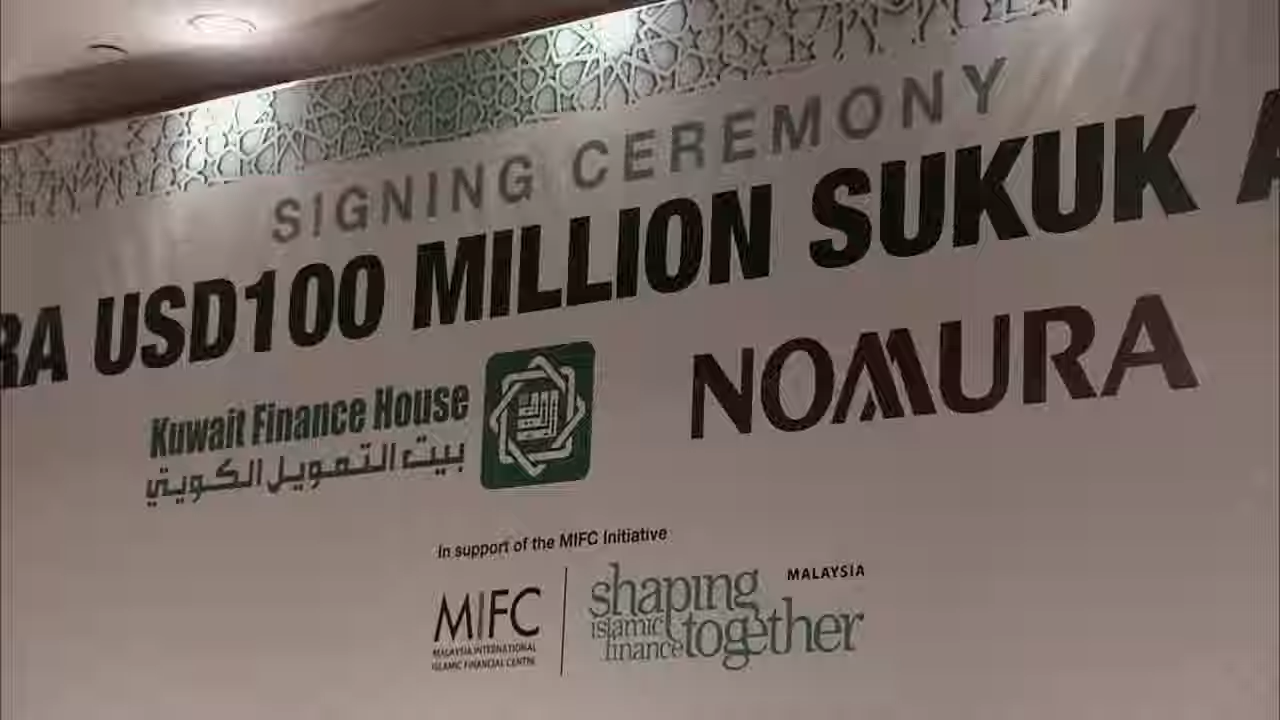 SIGNING CEREMONY
RA USD100 MILLION SUKUK A
Kuwait Finance House
بيت التمويل الكويتي
NOMURA
In support of the MIFC Initiative
MIFC
MALAYSIA INTERNATIONAL
ISLAMIC FINANCIAL CENTRE
MALAYSIA
shaping
islamic
finance together